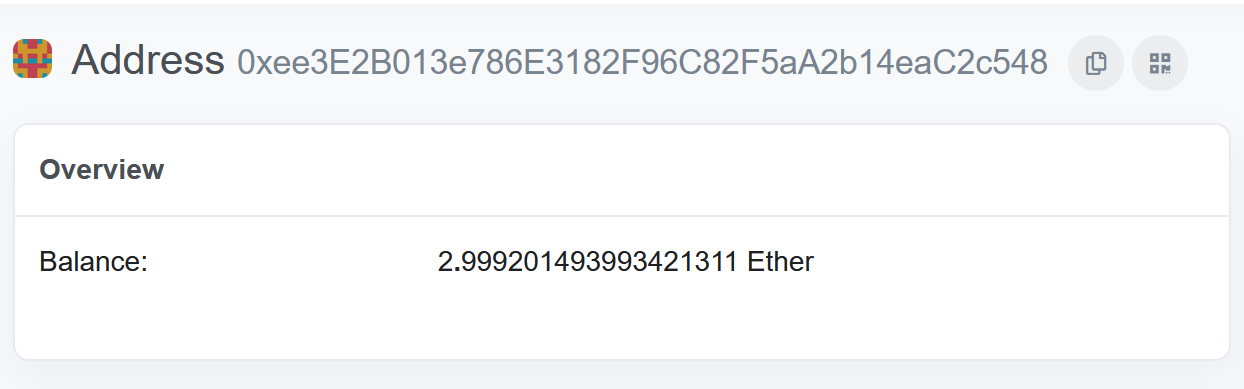 Address 0xee3E2B013e786E3182F96C82F5aA2b14eaC2c548
Overview
Balance: 2.999201493993421311 Ether